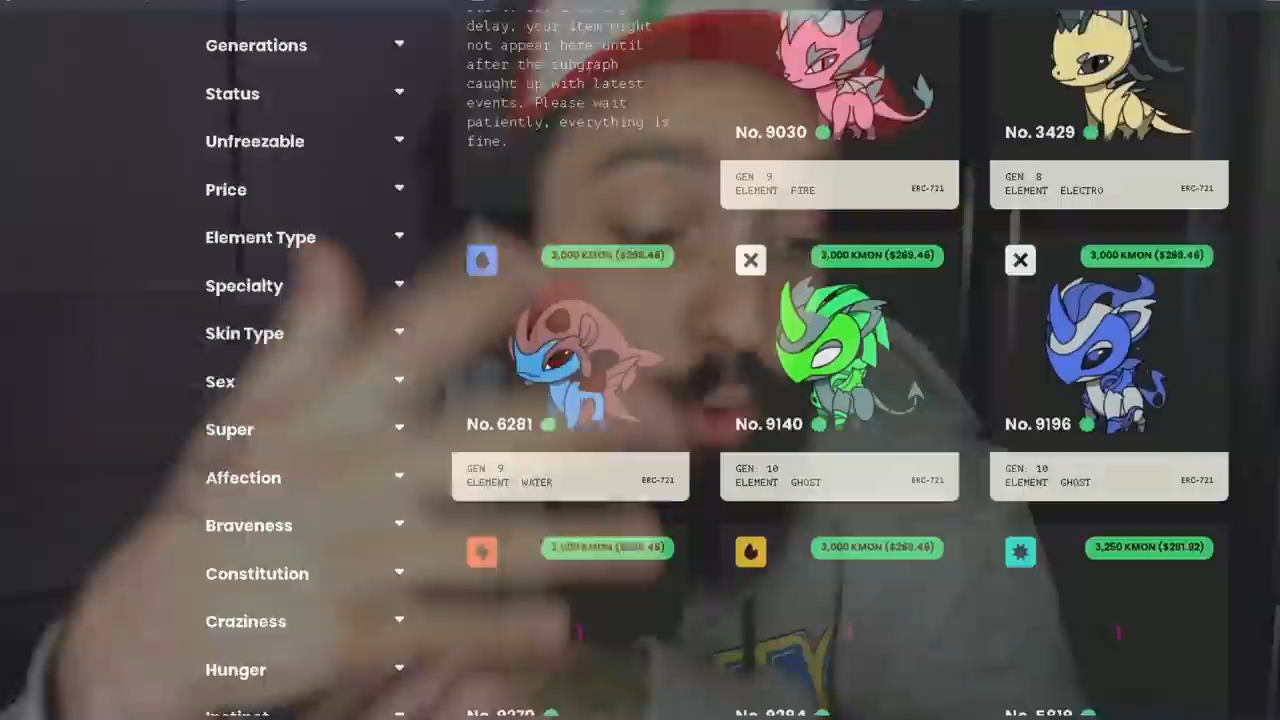 Generations
Status
Unfreezable
Price
Element Type
Specialty
Skin Type
Sex
Super
Affection
Braveness
Constitution
Craziness
Hunger
delay, your item might
not appear here until
after the subgraph
caught up with latest
events. Please wait
patiently, everything is
fine.
No. 9030
GEN 9
ELEMENT FIRE
ERC-721
No. 3429
GEN 8
ELEMENT ELECTRO
ERC-721
3,000 KMON ($269.46)
No. 6281
GEN 9
ELEMENT WATER
ERC-721
3,000 KMON ($269.46)
No. 9140
GEN: 10
ELEMENT GHOST
ERC-721
3,000 KMON ($269.46)
No. 9196
GEN: 10
ELEMENT GHOST
ERC-721
3,000 KMON ($269.46)
3,250 KMON ($291.92)